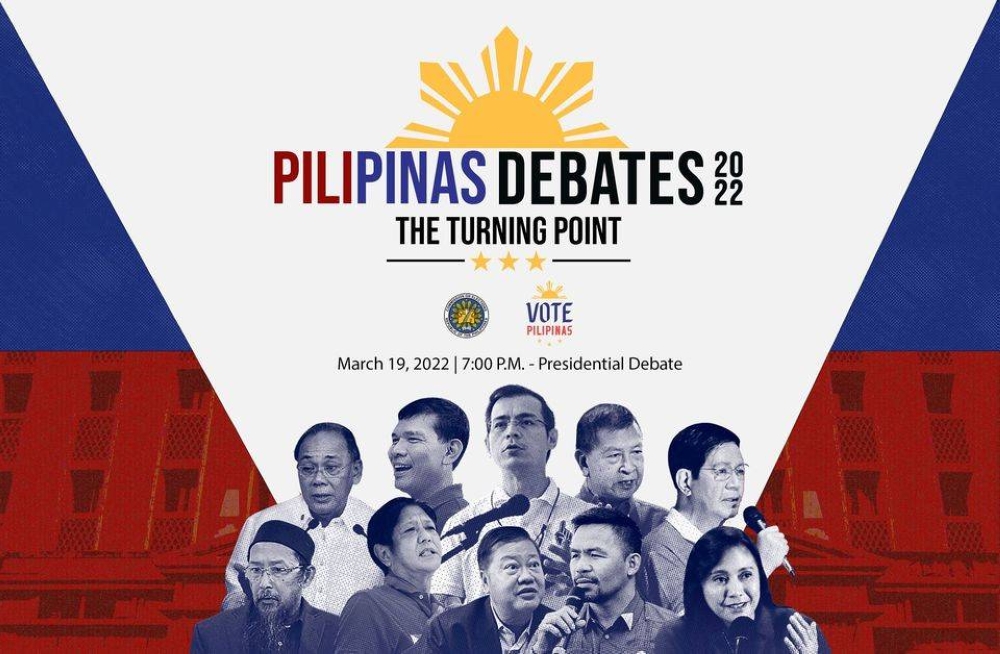 PILIPINAS DEBATES 2022
THE TURNING POINT
VOTE
PILIPINAS
March 19, 2022 | 7:00 P.M. - Presidential Debate